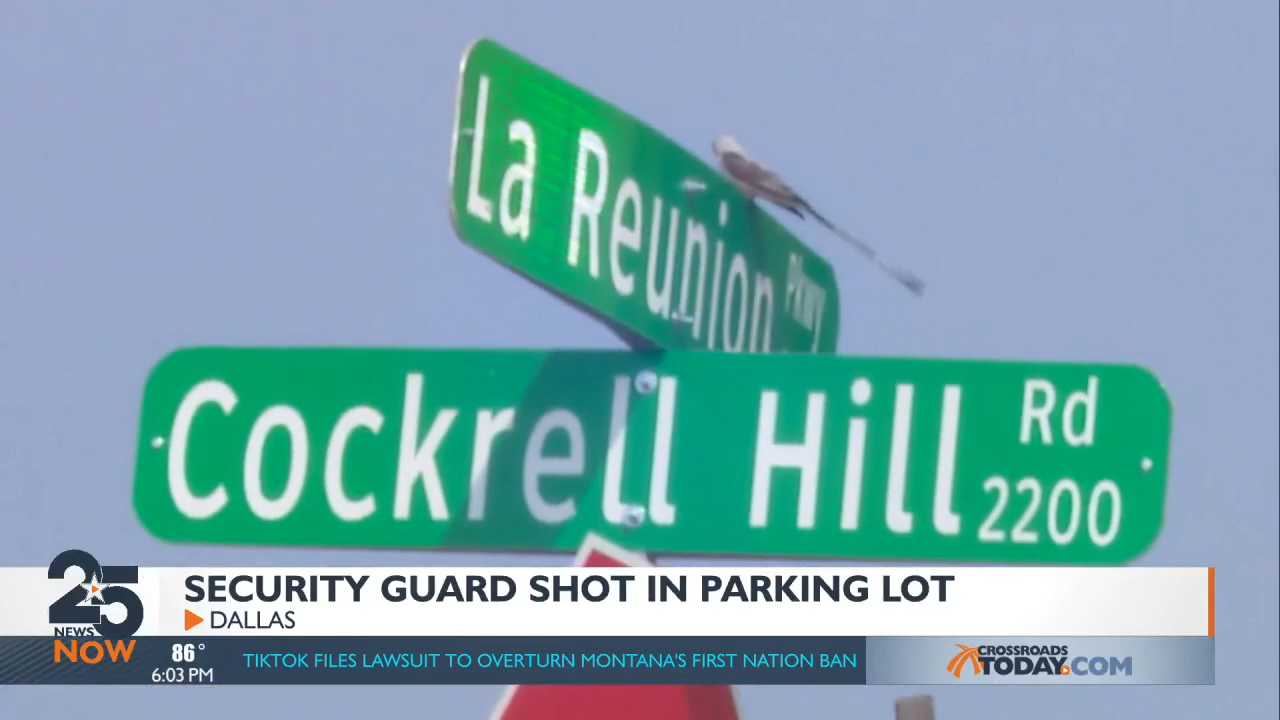 La Reunion Pkwy
Cockrell Hill Rd
2200
SECURITY GUARD SHOT IN PARKING LOT
DALLAS
25
NEWS
NOW
86°
6:03 PM
TIKTOK FILES LAWSUIT TO OVERTURN MONTANA'S FIRST NATION BAN
CROSSROADS
TODAY.COM